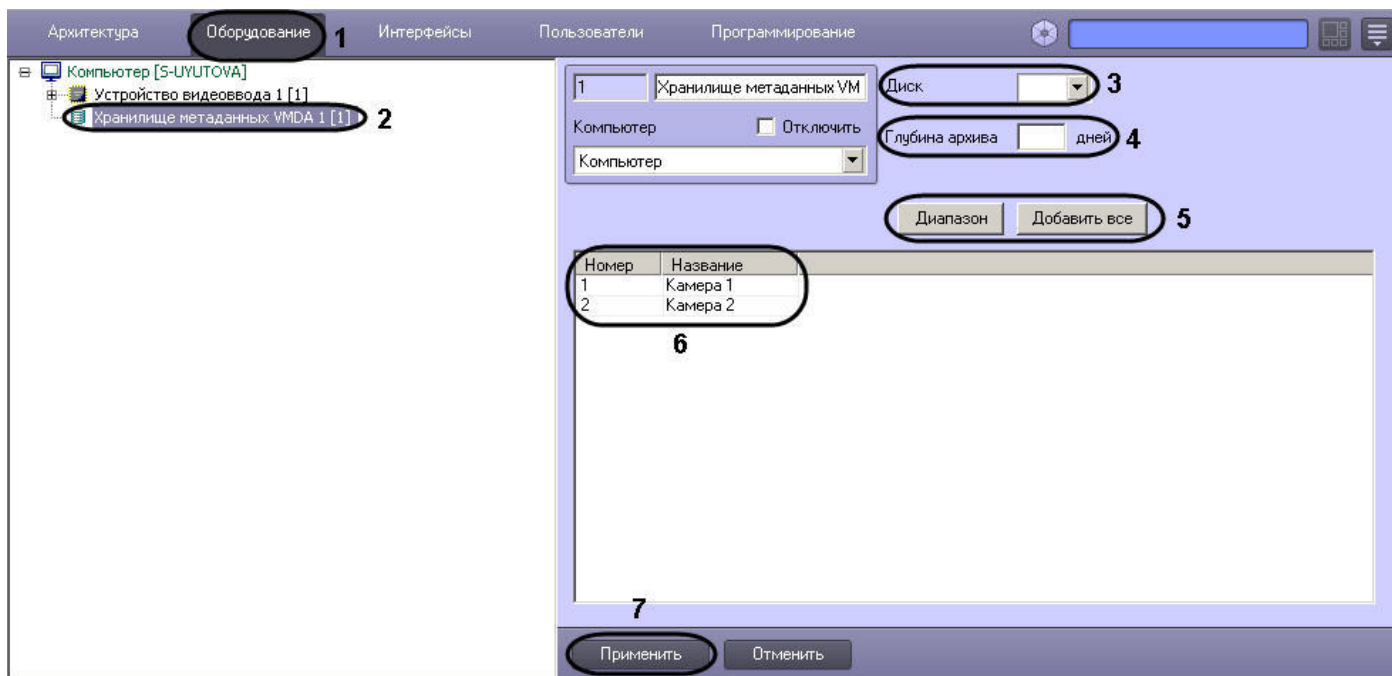 Архитектура Оборудование 1 Интерфейсы Пользователи Программирование
Компьютер [S-UYUTOVA]
Устройство видеоввода 1 [1]
Хранилище метаданных VMDA 1 [1] 2
1 Хранилище метаданных VM
Компьютер Отключить
Компьютер
Диск 3
Глубина архива дней 4
Диапазон Добавить все 5
Номер Название
1 Камера 1
2 Камера 2
6
7
Применить Отменить